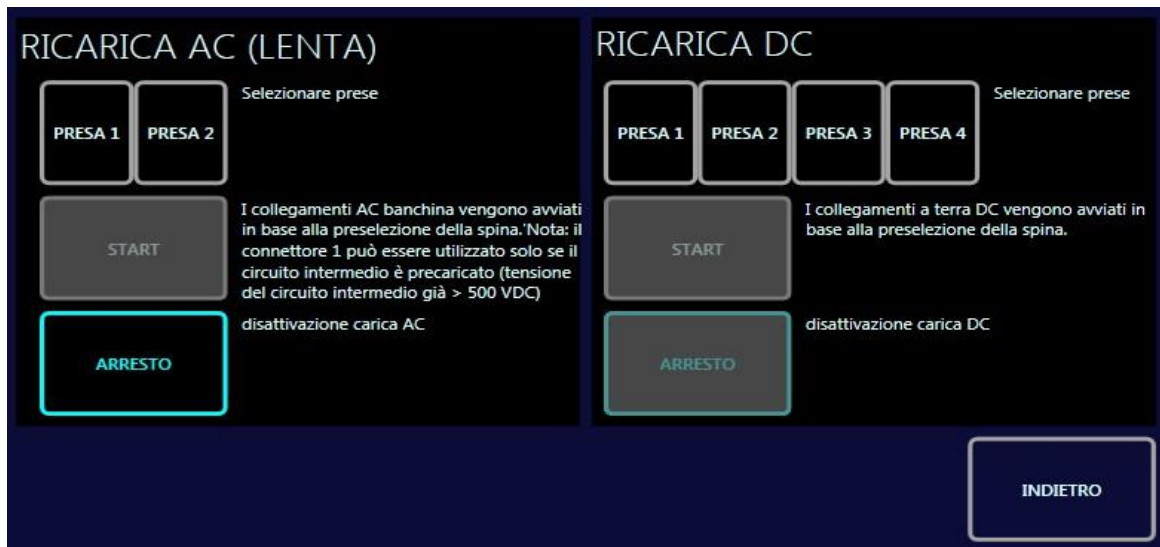 RICARICA AC (LENTA)
PRESA 1
PRESA 2
Selezionare prese
START
I collegamenti AC banchina vengono avviati
in base alla preselezione della spina.'Nota: il
connettore 1 può essere utilizzato solo se il
circuito intermedio è precaricato (tensione
del circuito intermedio già > 500 VDC)
ARRESTO
disattivazione carica AC
RICARICA DC
PRESA 1
PRESA 2
PRESA 3
PRESA 4
Selezionare prese
START
I collegamenti a terra DC vengono avviati in
base alla preselezione della spina.
ARRESTO
disattivazione carica DC
INDIETRO